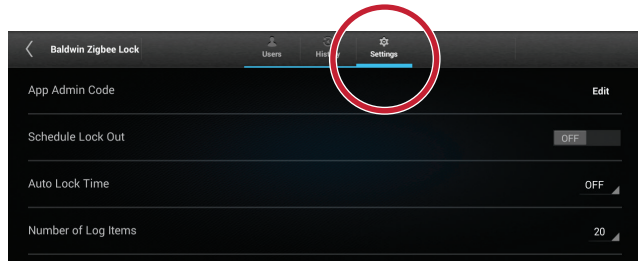 Baldwin Zigbee Lock
Users History Settings
App Admin Code Edit
Schedule Lock Out OFF
Auto Lock Time OFF
Number of Log Items 20